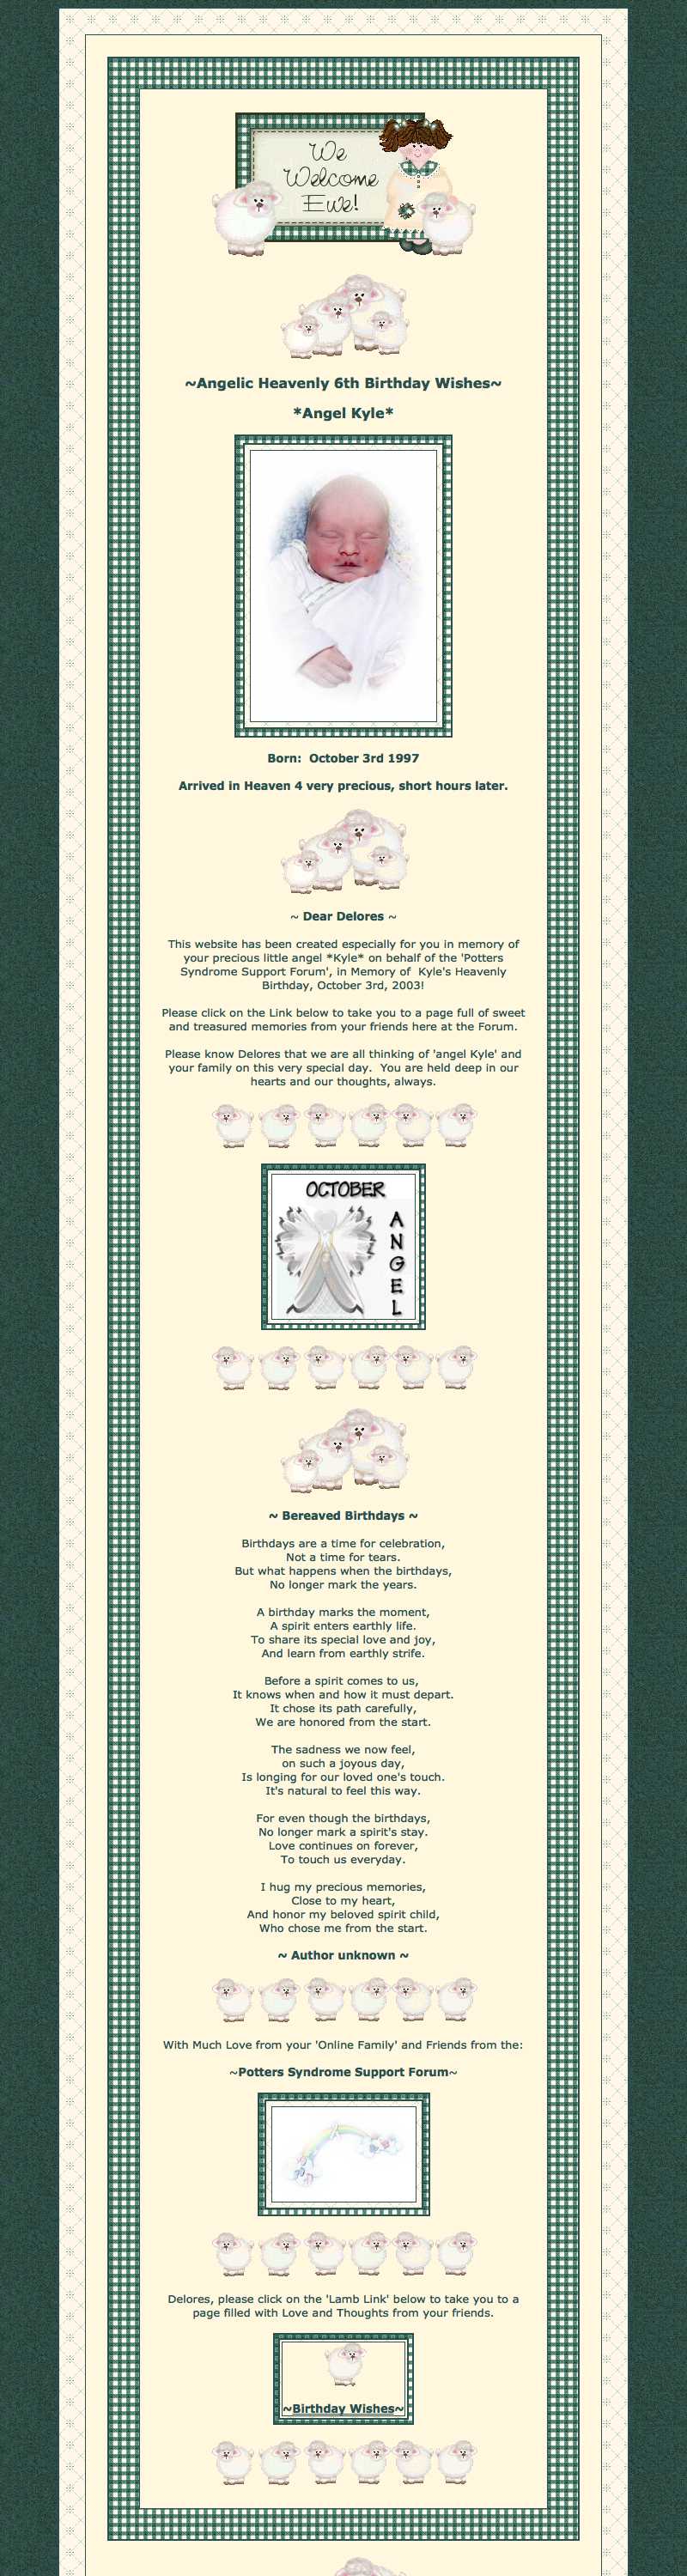 We
Welcome
Ewe!
~Angelic Heavenly 6th Birthday Wishes~
*Angel Kyle*
Born:  October 3rd 1997
Arrived in Heaven 4 very precious, short hours later.
~ Dear Delores ~
This website has been created especially for you in memory of
your precious little angel *Kyle* on behalf of the 'Potters
Syndrome Support Forum', in Memory of  Kyle's Heavenly
Birthday, October 3rd, 2003!
Please click on the Link below to take you to a page full of sweet
and treasured memories from your friends here at the Forum.
Please know Delores that we are all thinking of 'angel Kyle' and
your family on this very special day.  You are held deep in our
hearts and our thoughts, always.
OCTOBER
ANGEL
~ Bereaved Birthdays ~
Birthdays are a time for celebration,
Not a time for tears.
But what happens when the birthdays,
No longer mark the years.
A birthday marks the moment,
A spirit enters earthly life.
To share its special love and joy,
And learn from earthly strife.
Before a spirit comes to us,
It knows when and how it must depart.
It chose its path carefully,
We are honored from the start.
The sadness we now feel,
on such a joyous day,
Is longing for our loved one's touch.
It's natural to feel this way.
For even though the birthdays,
No longer mark a spirit's stay.
Love continues on forever,
To touch us everyday.
I hug my precious memories,
Close to my heart,
And honor my beloved spirit child,
Who chose me from the start.
~ Author unknown ~
With Much Love from your 'Online Family' and Friends from the:
~Potters Syndrome Support Forum~
Delores, please click on the 'Lamb Link' below to take you to a
page filled with Love and Thoughts from your friends.
~Birthday Wishes~